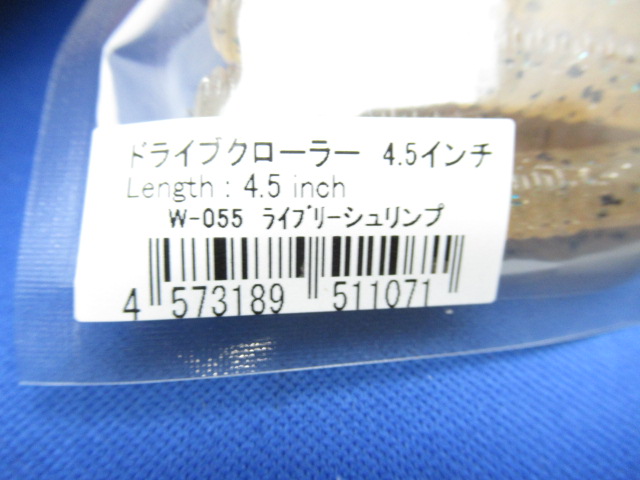 ドライブクローラー 4.5インチ
Length : 4.5 inch
W-055 ﾗｲﾌﾞﾘｰシュリンプ
4 573189 511071